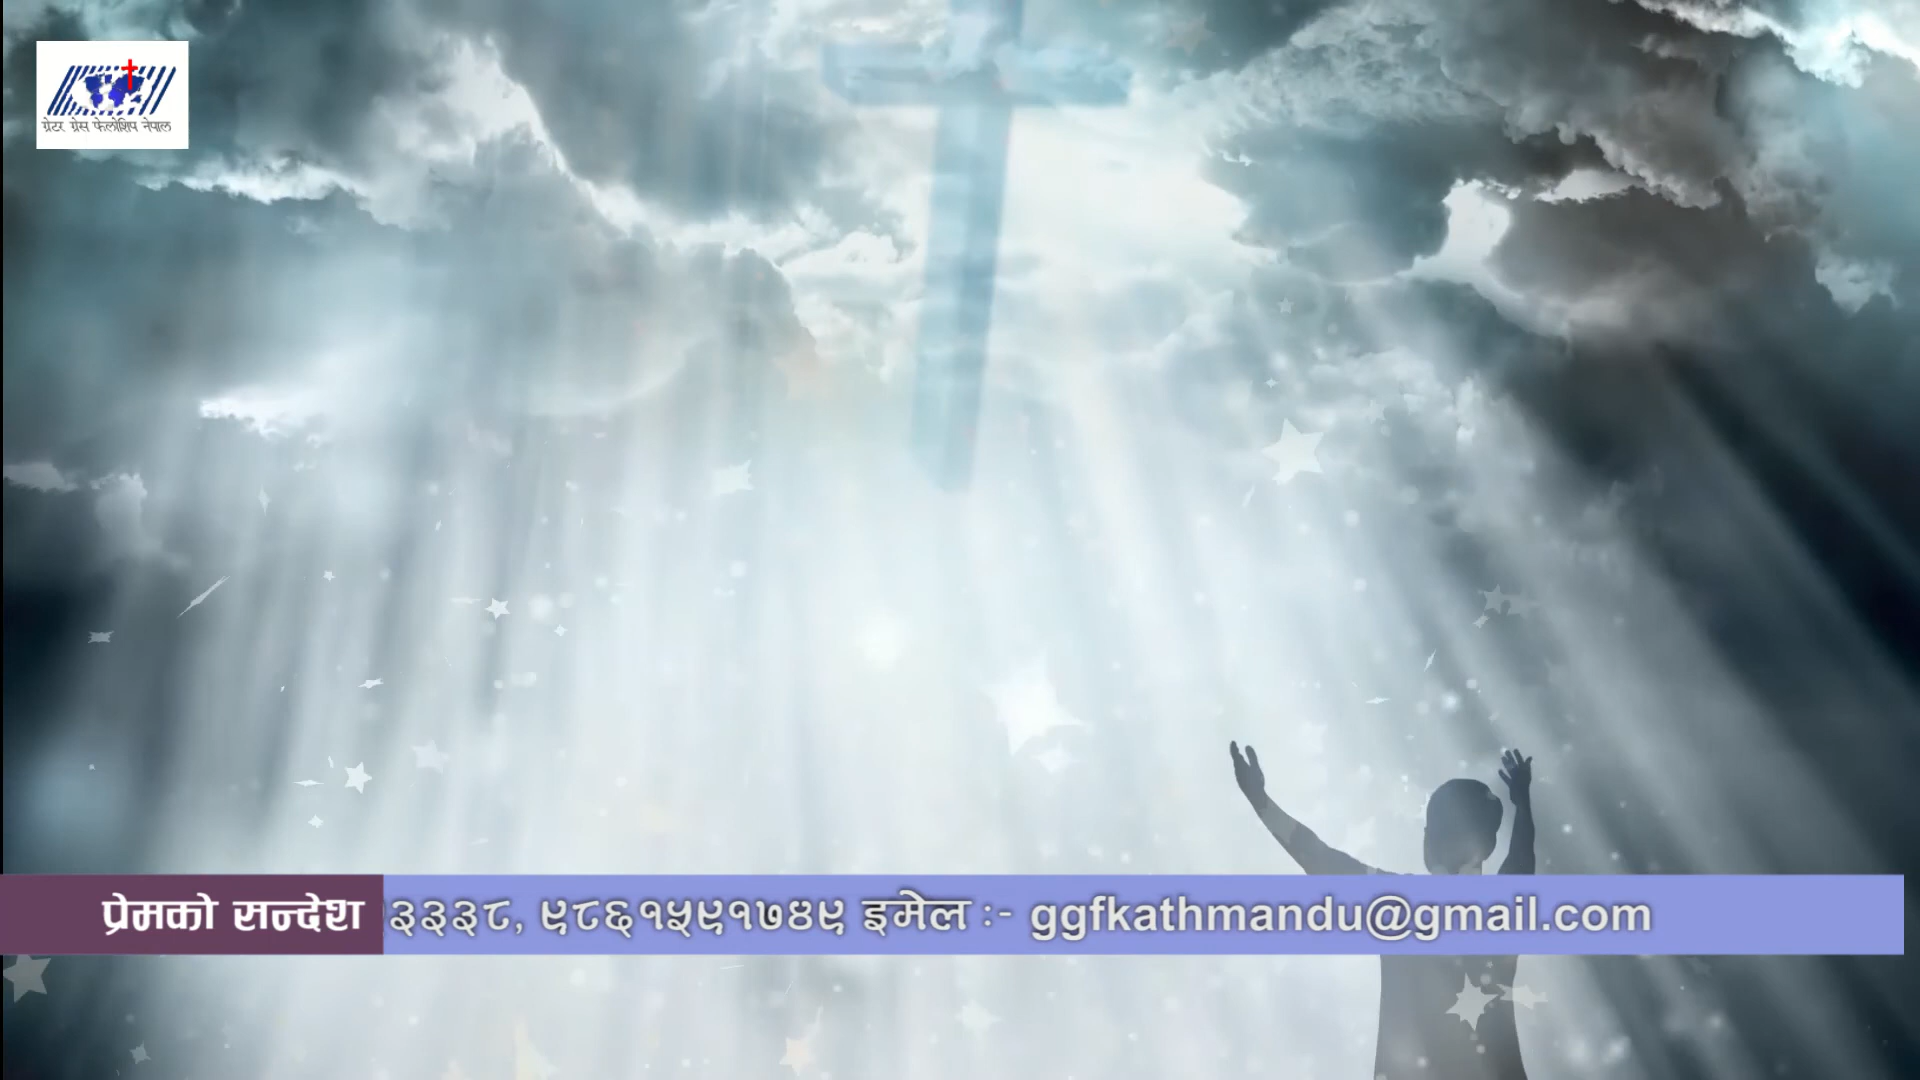 ग्रेटर ग्रेस फेलोशिप नेपाल
प्रेमको सन्देश ३३३८, ९८६१५९१७४९ इमेल :- ggfkathmandu@gmail.com